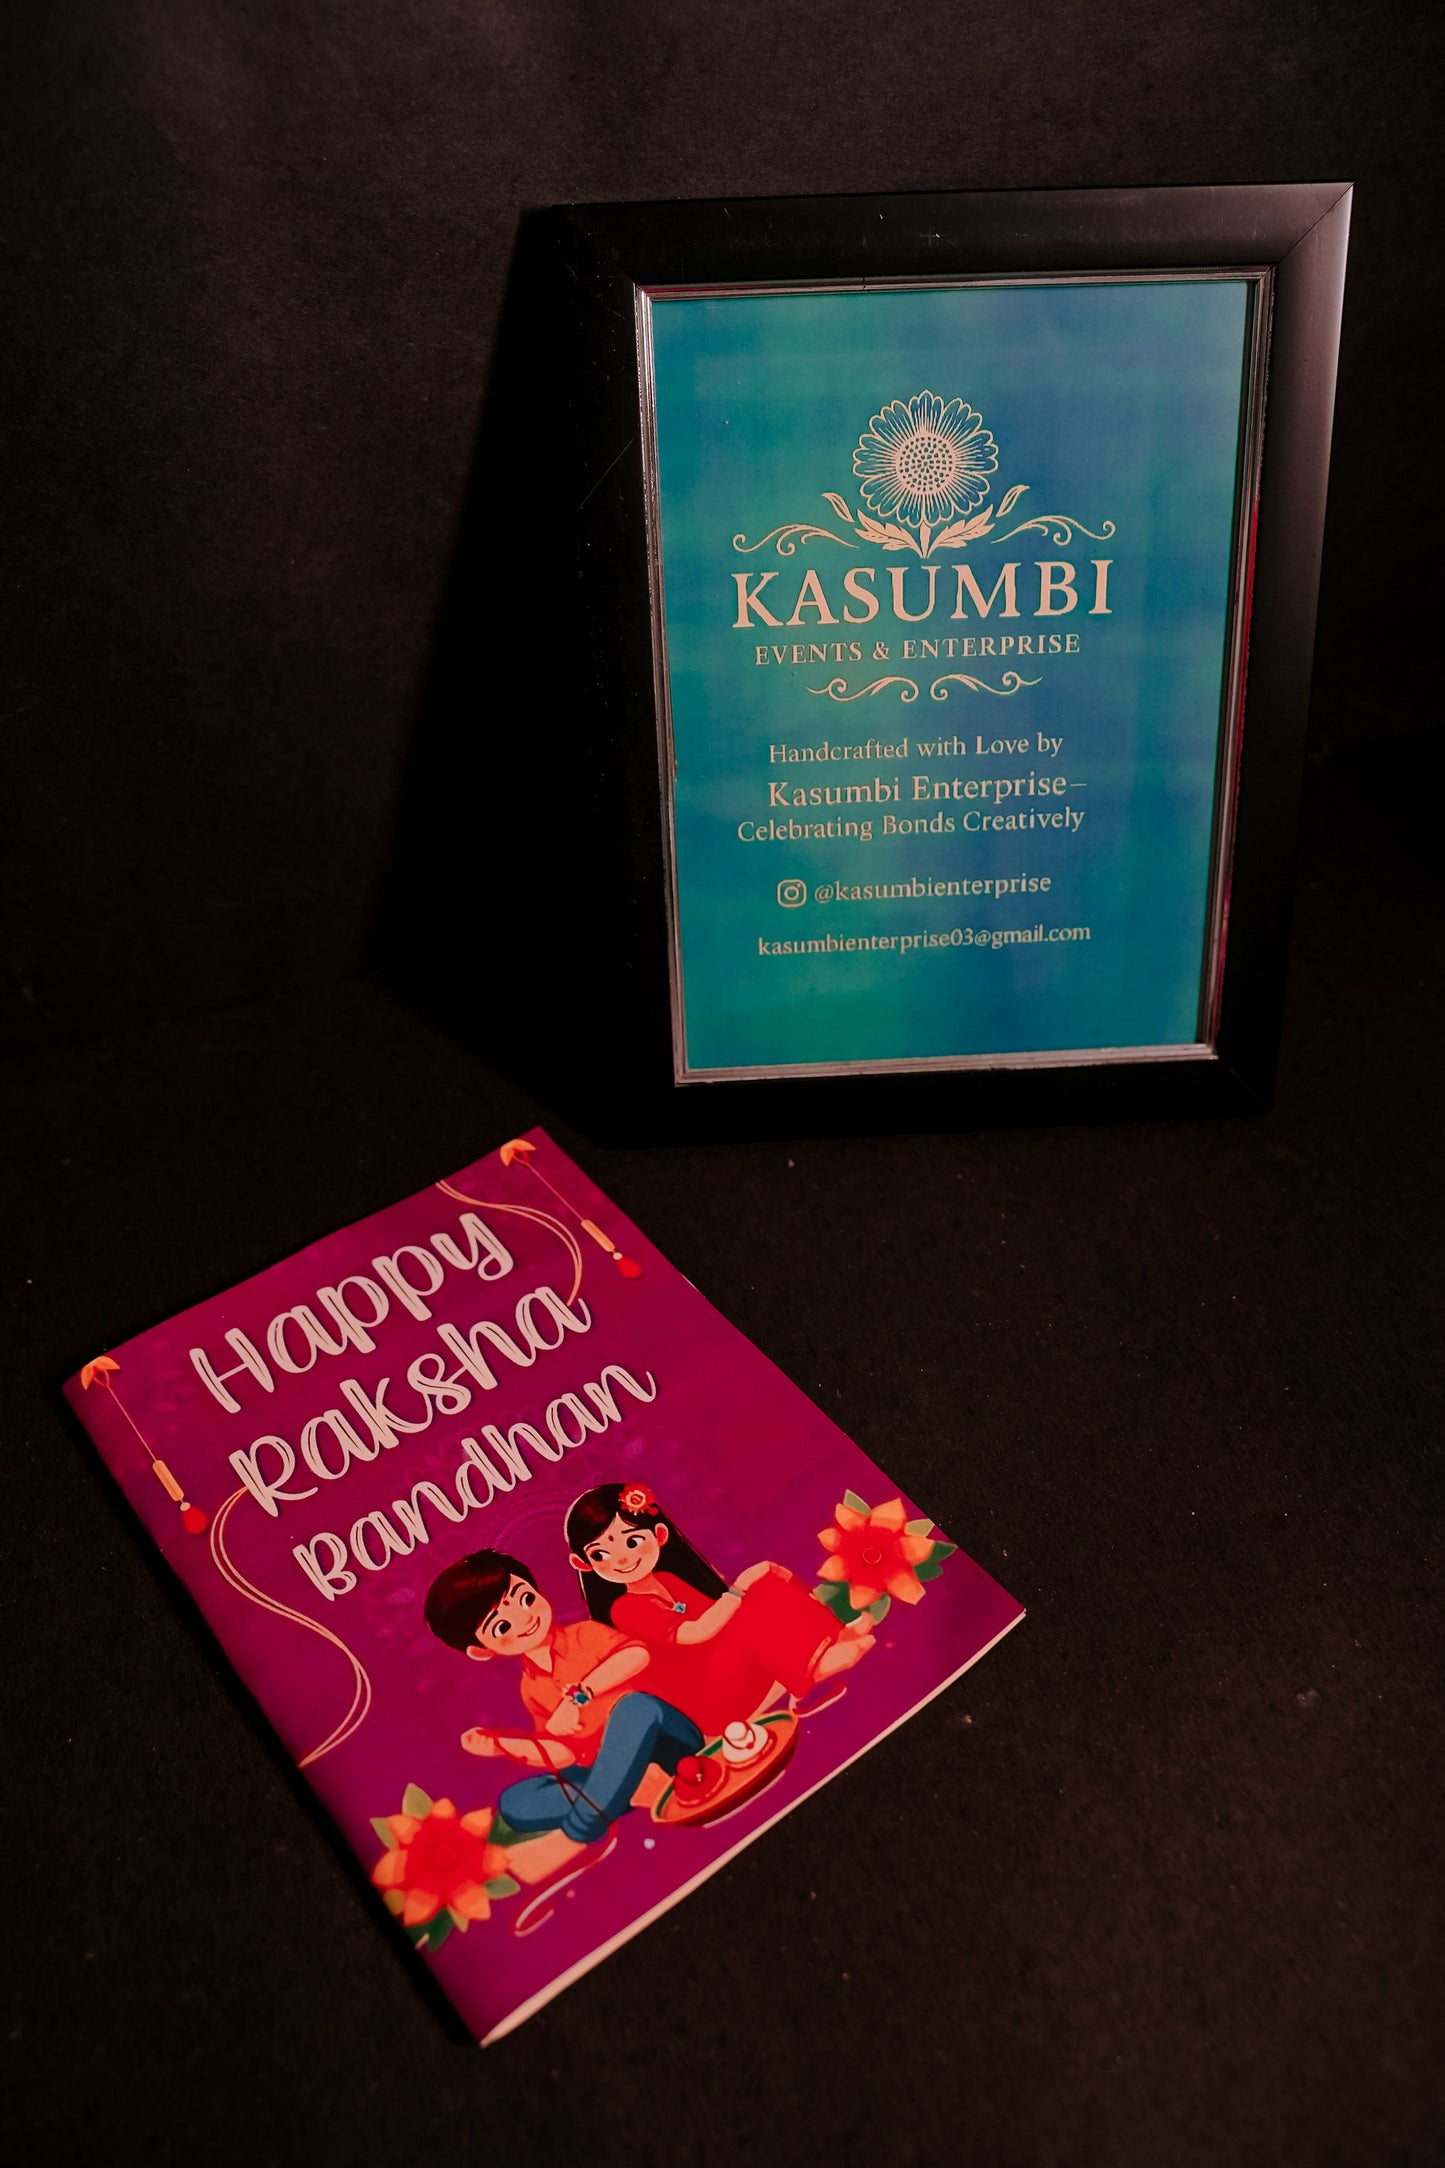 KASUMBI
EVENTS & ENTERPRISE
Handcrafted with Love by
Kasumbi Enterprise–
Celebrating Bonds Creatively
@kasumbienterprise
kasumbienterprise03@gmail.com
Happy
Raksha
Bandhan